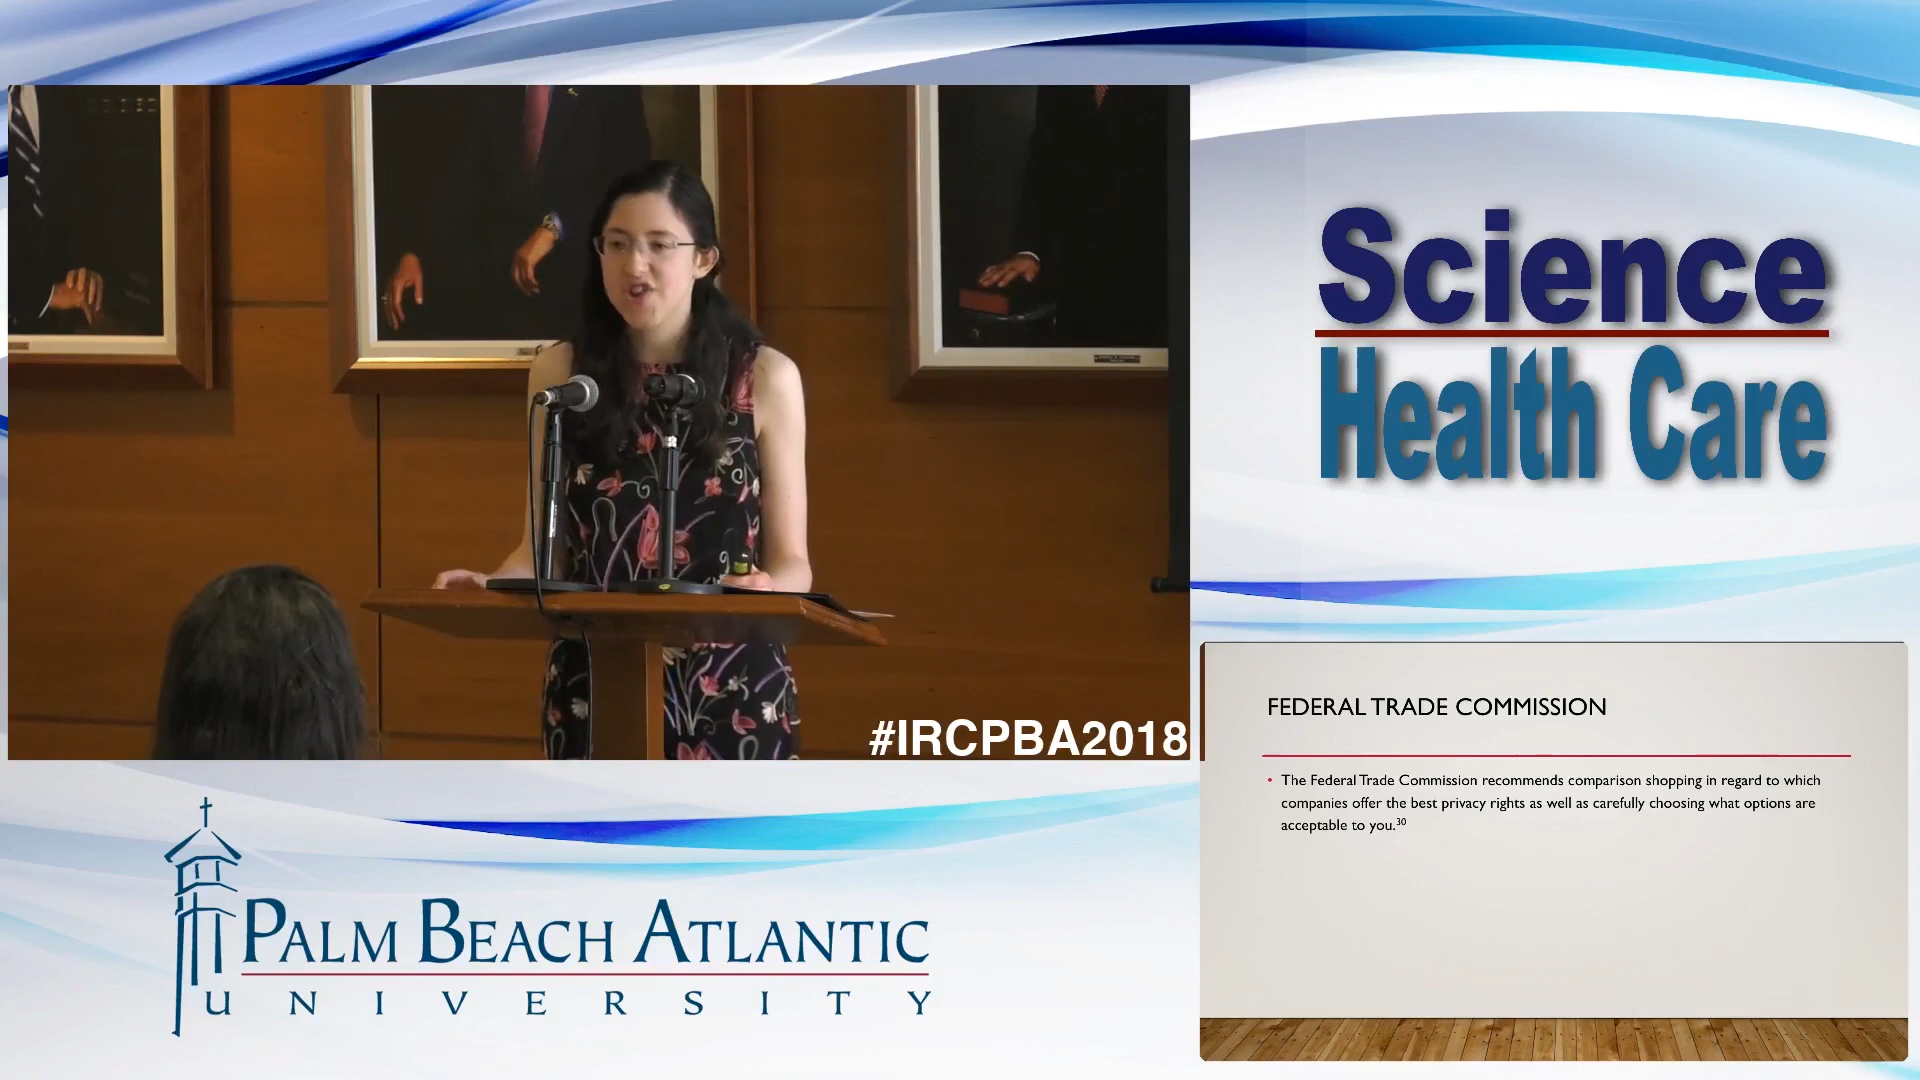 Science
Health Care
#IRCPBA2018
FEDERAL TRADE COMMISSION
• The Federal Trade Commission recommends comparison shopping in regard to which
companies offer the best privacy rights as well as carefully choosing what options are
acceptable to you.30
PALM BEACH ATLANTIC
UNIVERSITY